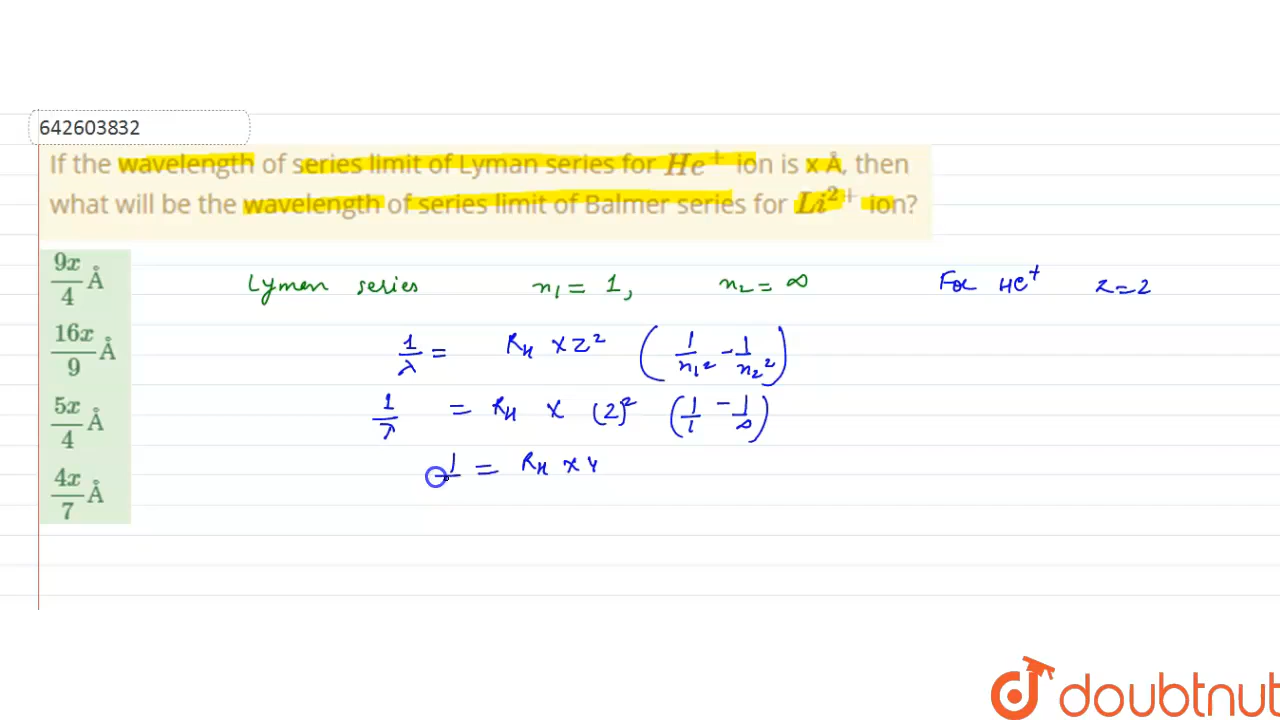 642603832
If the wavelength of series limit of Lyman series for He⁺ ion is x Å, then
what will be the wavelength of series limit of Balmer series for Li²⁺ ion?
9x/4 Å
16x/9 Å
5x/4 Å
4x/7 Å
Lymen series n₁ = 1, n₂ = ∞ For He⁺ z = 2
1/λ = R_H × Z² (1/n₁² - 1/n₂²)
1/λ = R_H × (2)² (1/1 - 1/∞)
1 = R_H × 4
doubtnut